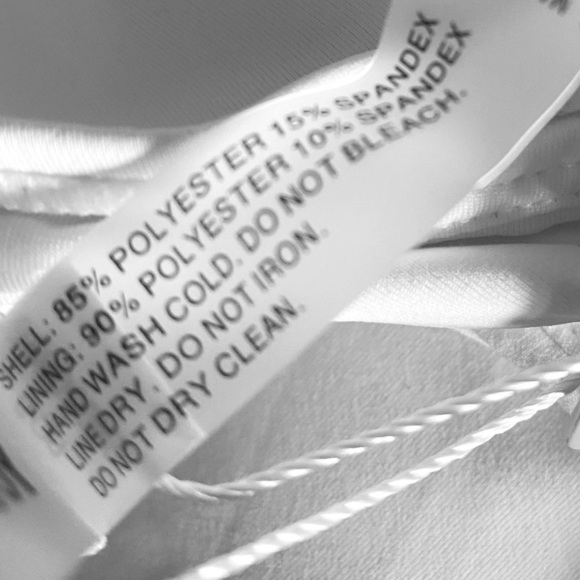 SHELL: 85% POLYESTER 15% SPANDEX
LINING: 90% POLYESTER 10% SPANDEX
HAND WASH COLD. DO NOT BLEACH.
LINE DRY. DO NOT IRON.
DO NOT DRY CLEAN.